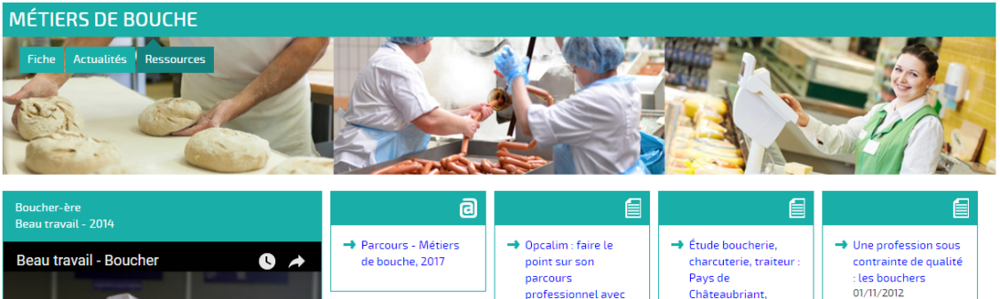 MÉTIERS DE BOUCHE
Fiche
Actualités
Ressources
Boucher-ère
Beau travail - 2014
Beau travail - Boucher
Parcours - Métiers
de bouche, 2017
Opcalim : faire le
point sur son
parcours
professionnel avec
Étude boucherie,
charcuterie, traiteur :
Pays de
Châteaubriant,
Une profession sous
contrainte de qualité
: les bouchers
01/11/2012